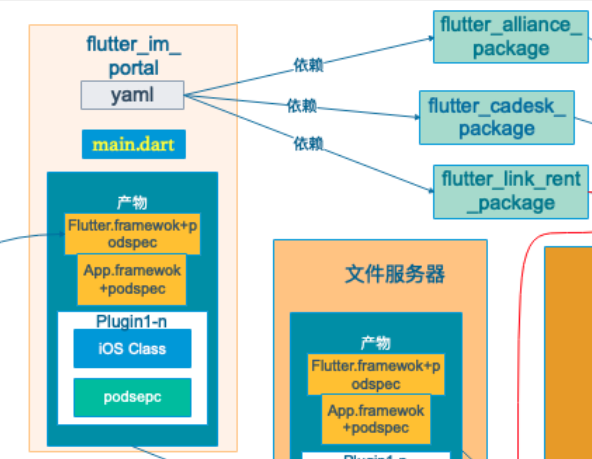 flutter_im_
portal
yaml
main.dart
产物
Flutter.framewok+p
odspec
App.framewok
+podspec
Plugin1-n
iOS Class
podsepc
依赖
依赖
依赖
flutter_alliance_
package
flutter_cadesk_
package
flutter_link_rent
_package
文件服务器
产物
Flutter.framewok+p
odspec
App.framewok
+podspec
Plugin1-n